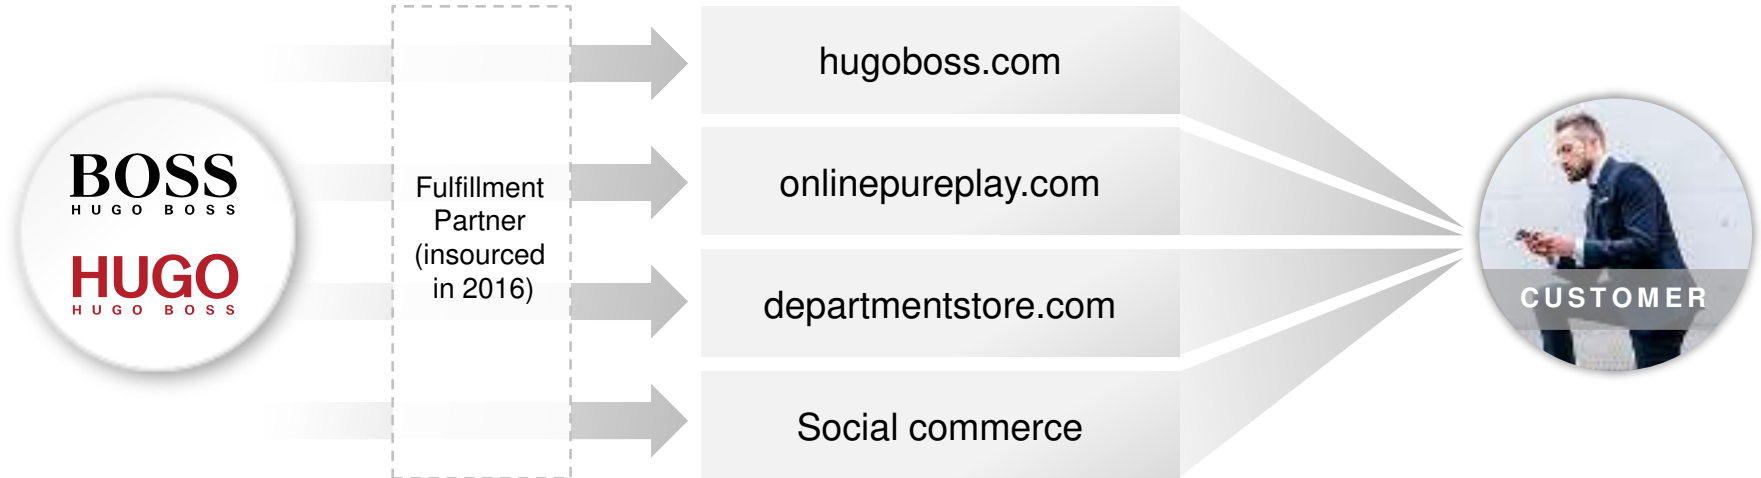 BOSS
HUGO BOSS
HUGO
HUGO BOSS
Fulfillment
Partner
(insourced
in 2016)
hugoboss.com
onlinepureplay.com
departmentstore.com
Social commerce
CUSTOMER